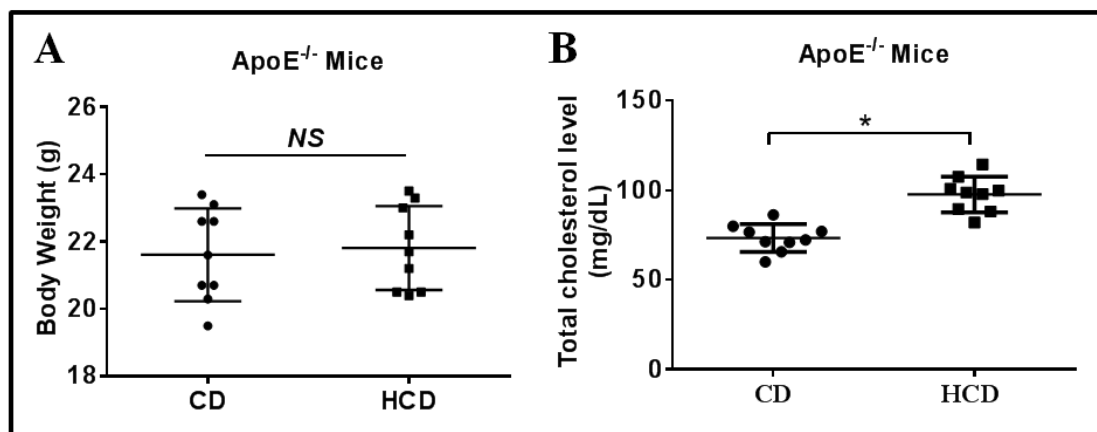 A
ApoE-/- Mice
Body Weight (g)
26
24
22
20
18
NS
CD
HCD
B
ApoE-/- Mice
Total cholesterol level
(mg/dL)
150
100
50
0
*
CD
HCD